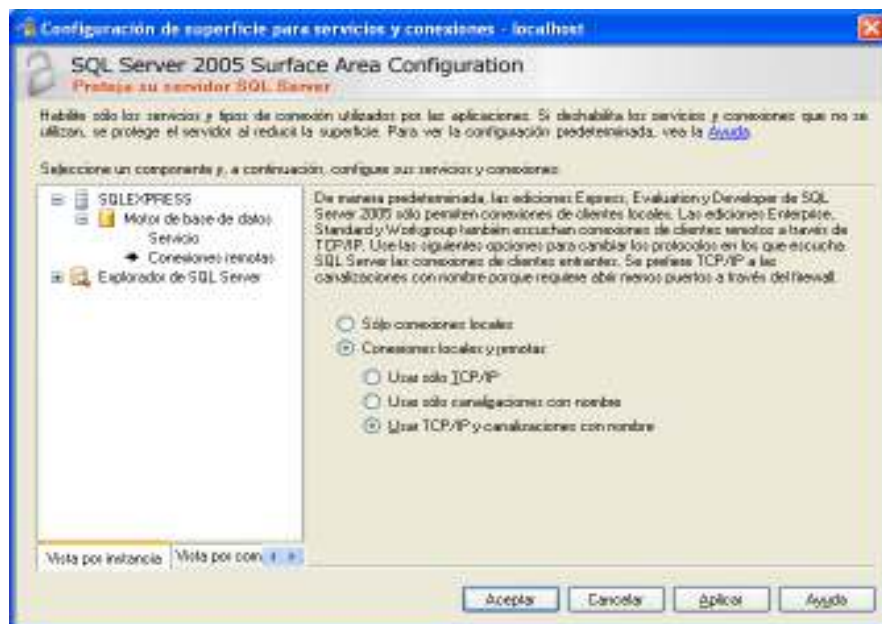 Configuración de superficie para servicios y conexiones - localhost
SQL Server 2005 Surface Area Configuration
Proteja su servidor SQL Server
Habilite sólo los servicios y tipos de conexión utilizados por las aplicaciones. Si deshabilita los servicios y conexiones que no se
utilizan, se protege el servidor al reducir la superficie. Para ver la configuración predeterminada, vea la Ayuda.
Seleccione un componente y, a continuación, configure sus servicios y conexiones:
SQLEXPRESS
Motor de base de datos
Servicio
Conexiones remotas
Explorador de SQL Server
De manera predeterminada, las ediciones Express, Evaluation y Developer de SQL
Server 2005 sólo permiten conexiones de clientes locales. Las ediciones Enterprise,
Standard y Workgroup también escuchan conexiones de clientes remotos a través de
TCP/IP. Use las siguientes opciones para cambiar los protocolos en los que escucha
SQL Server las conexiones de clientes entrantes. Se prefiere TCP/IP a las
canalizaciones con nombre porque requiere abrir menos puertos a través del firewall.
Sólo conexiones locales
Conexiones locales y remotas
Usar sólo TCP/IP
Usar sólo canalizaciones con nombre
Usar TCP/IP y canalizaciones con nombre
Vista por instancia
Vista por com
Aceptar
Cancelar
Aplicar
Ayuda